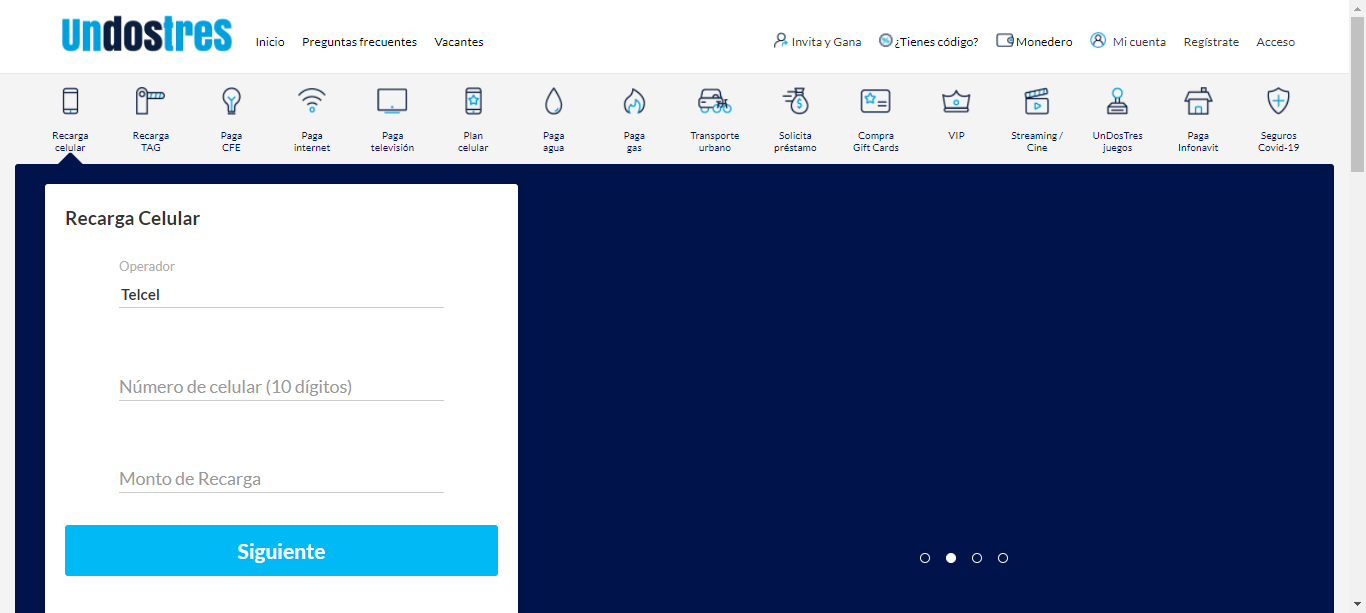 Undostres
Inicio Preguntas frecuentes Vacantes
Invita y Gana ¿Tienes código? Monedero Mi cuenta Regístrate Acceso
Recarga
celular
Recarga
TAG
Paga
CFE
Paga
internet
Paga
televisión
Plan
celular
Paga
agua
Paga
gas
Transporte
urbano
Solicita
préstamo
Compra
Gift Cards
VIP
Streaming /
Cine
UnDosTres
juegos
Paga
Infonavit
Seguros
Covid-19
Recarga Celular
Operador
Telcel
Número de celular (10 dígitos)
Monto de Recarga
Siguiente